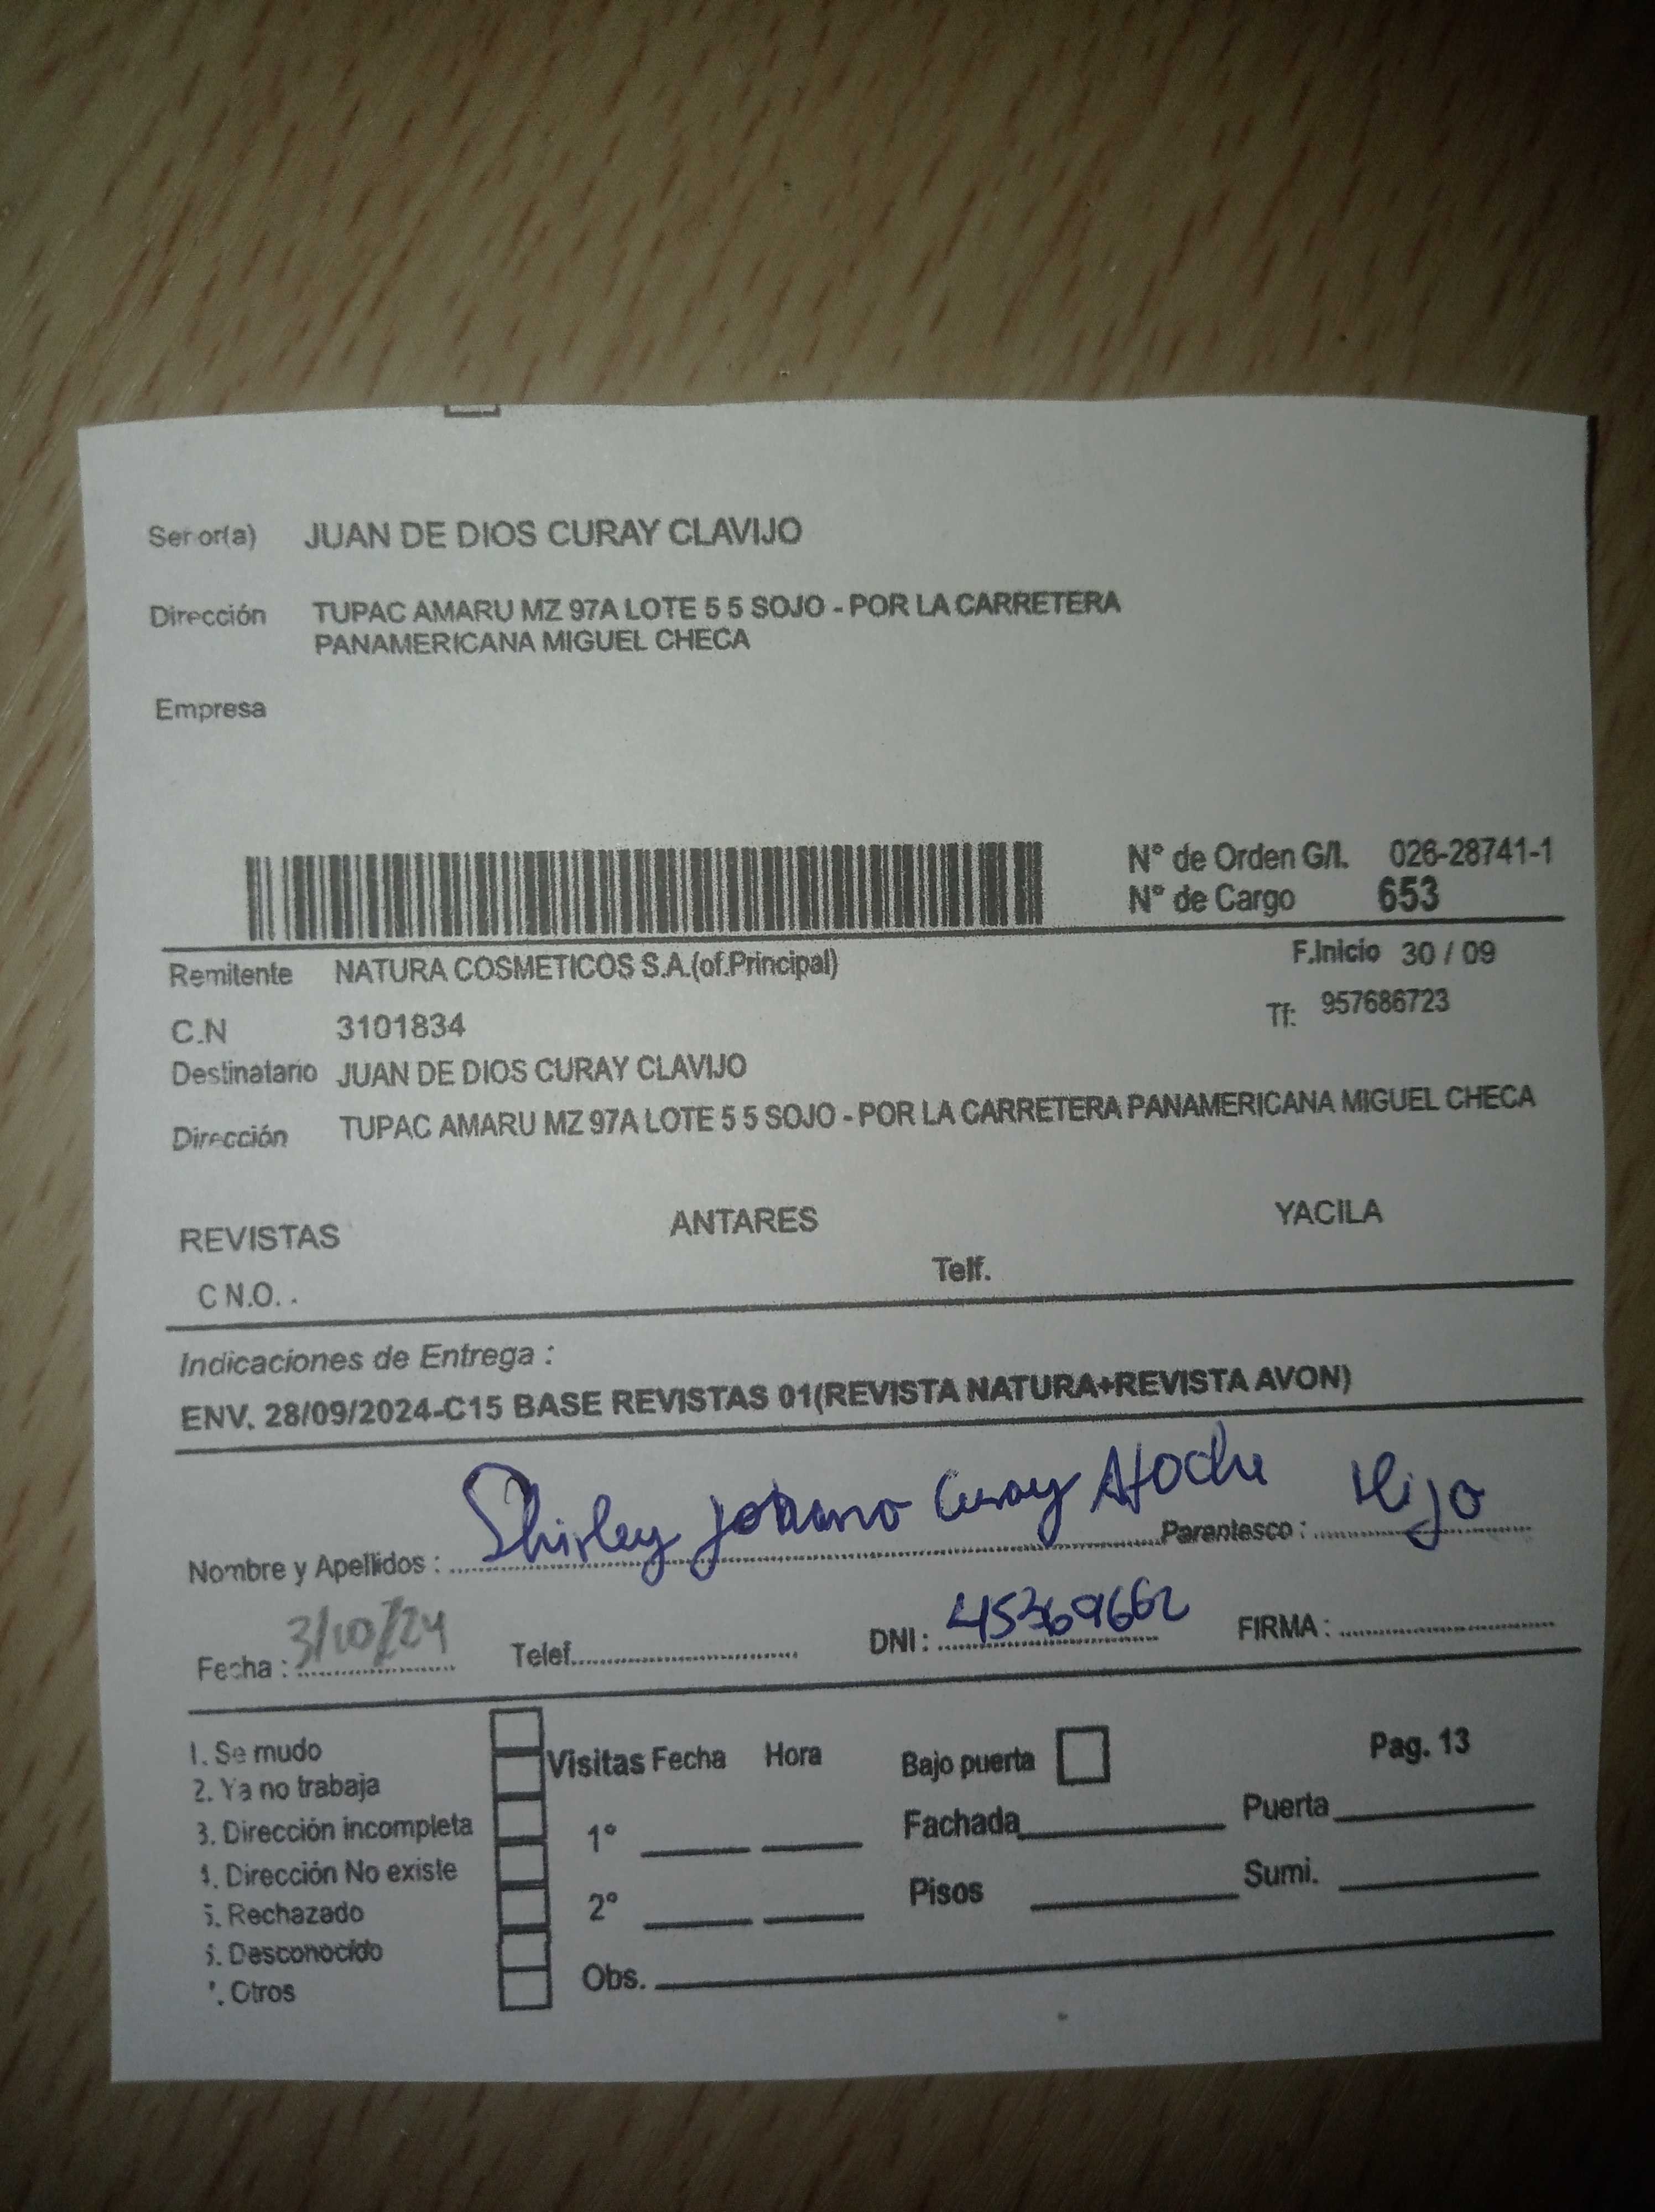 Señor(a) JUAN DE DIOS CURAY CLAVIJO
Dirección TUPAC AMARU MZ 97A LOTE 5 5 SOJO - POR LA CARRETERA
PANAMERICANA MIGUEL CHECA
Empresa
N° de Orden G/L 026-28741-1
N° de Cargo 653
Remitente NATURA COSMETICOS S.A.(of.Principal) F.Inicio 30 / 09
C.N 3101834 Tf: 957686723
Destinatario JUAN DE DIOS CURAY CLAVIJO
Dirección TUPAC AMARU MZ 97A LOTE 5 5 SOJO - POR LA CARRETERA PANAMERICANA MIGUEL CHECA
REVISTAS ANTARES YACILA
C N.O. . Telf.
Indicaciones de Entrega :
ENV. 28/09/2024-C15 BASE REVISTAS 01(REVISTA NATURA+REVISTA AVON)
Nombre y Apellidos : Shirley Curay Atoche Parentesco : Hijo
Fecha : 3/10/24 Telef. DNI : 45369662 FIRMA :
1. Se mudo
2. Ya no trabaja
3. Dirección incompleta
4. Dirección No existe
5. Rechazado
6. Desconocido
7. Otros
Visitas Fecha Hora
1°
2°
Obs.
Bajo puerta Pag. 13
Fachada Puerta
Pisos Sumi.